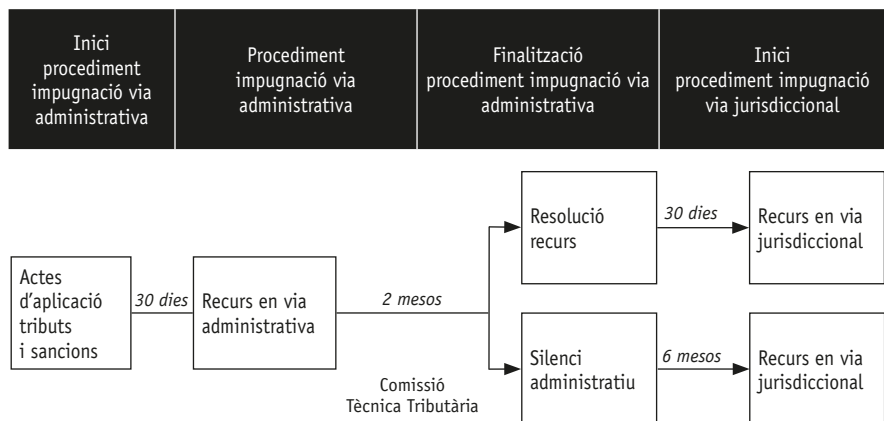 Inici
procediment
impugnació via
administrativa
Procediment
impugnació via
administrativa
Finalització
procediment impugnació via
administrativa
Inici
procediment impugnació
via jurisdiccional
Actes
d'aplicació
tributs
i sancions
30 dies
Recurs en via
administrativa
2 mesos
Comissió
Tècnica Tributària
Resolució
recurs
30 dies
Recurs en via
jurisdiccional
Silenci
administratiu
6 mesos
Recurs en via
jurisdiccional